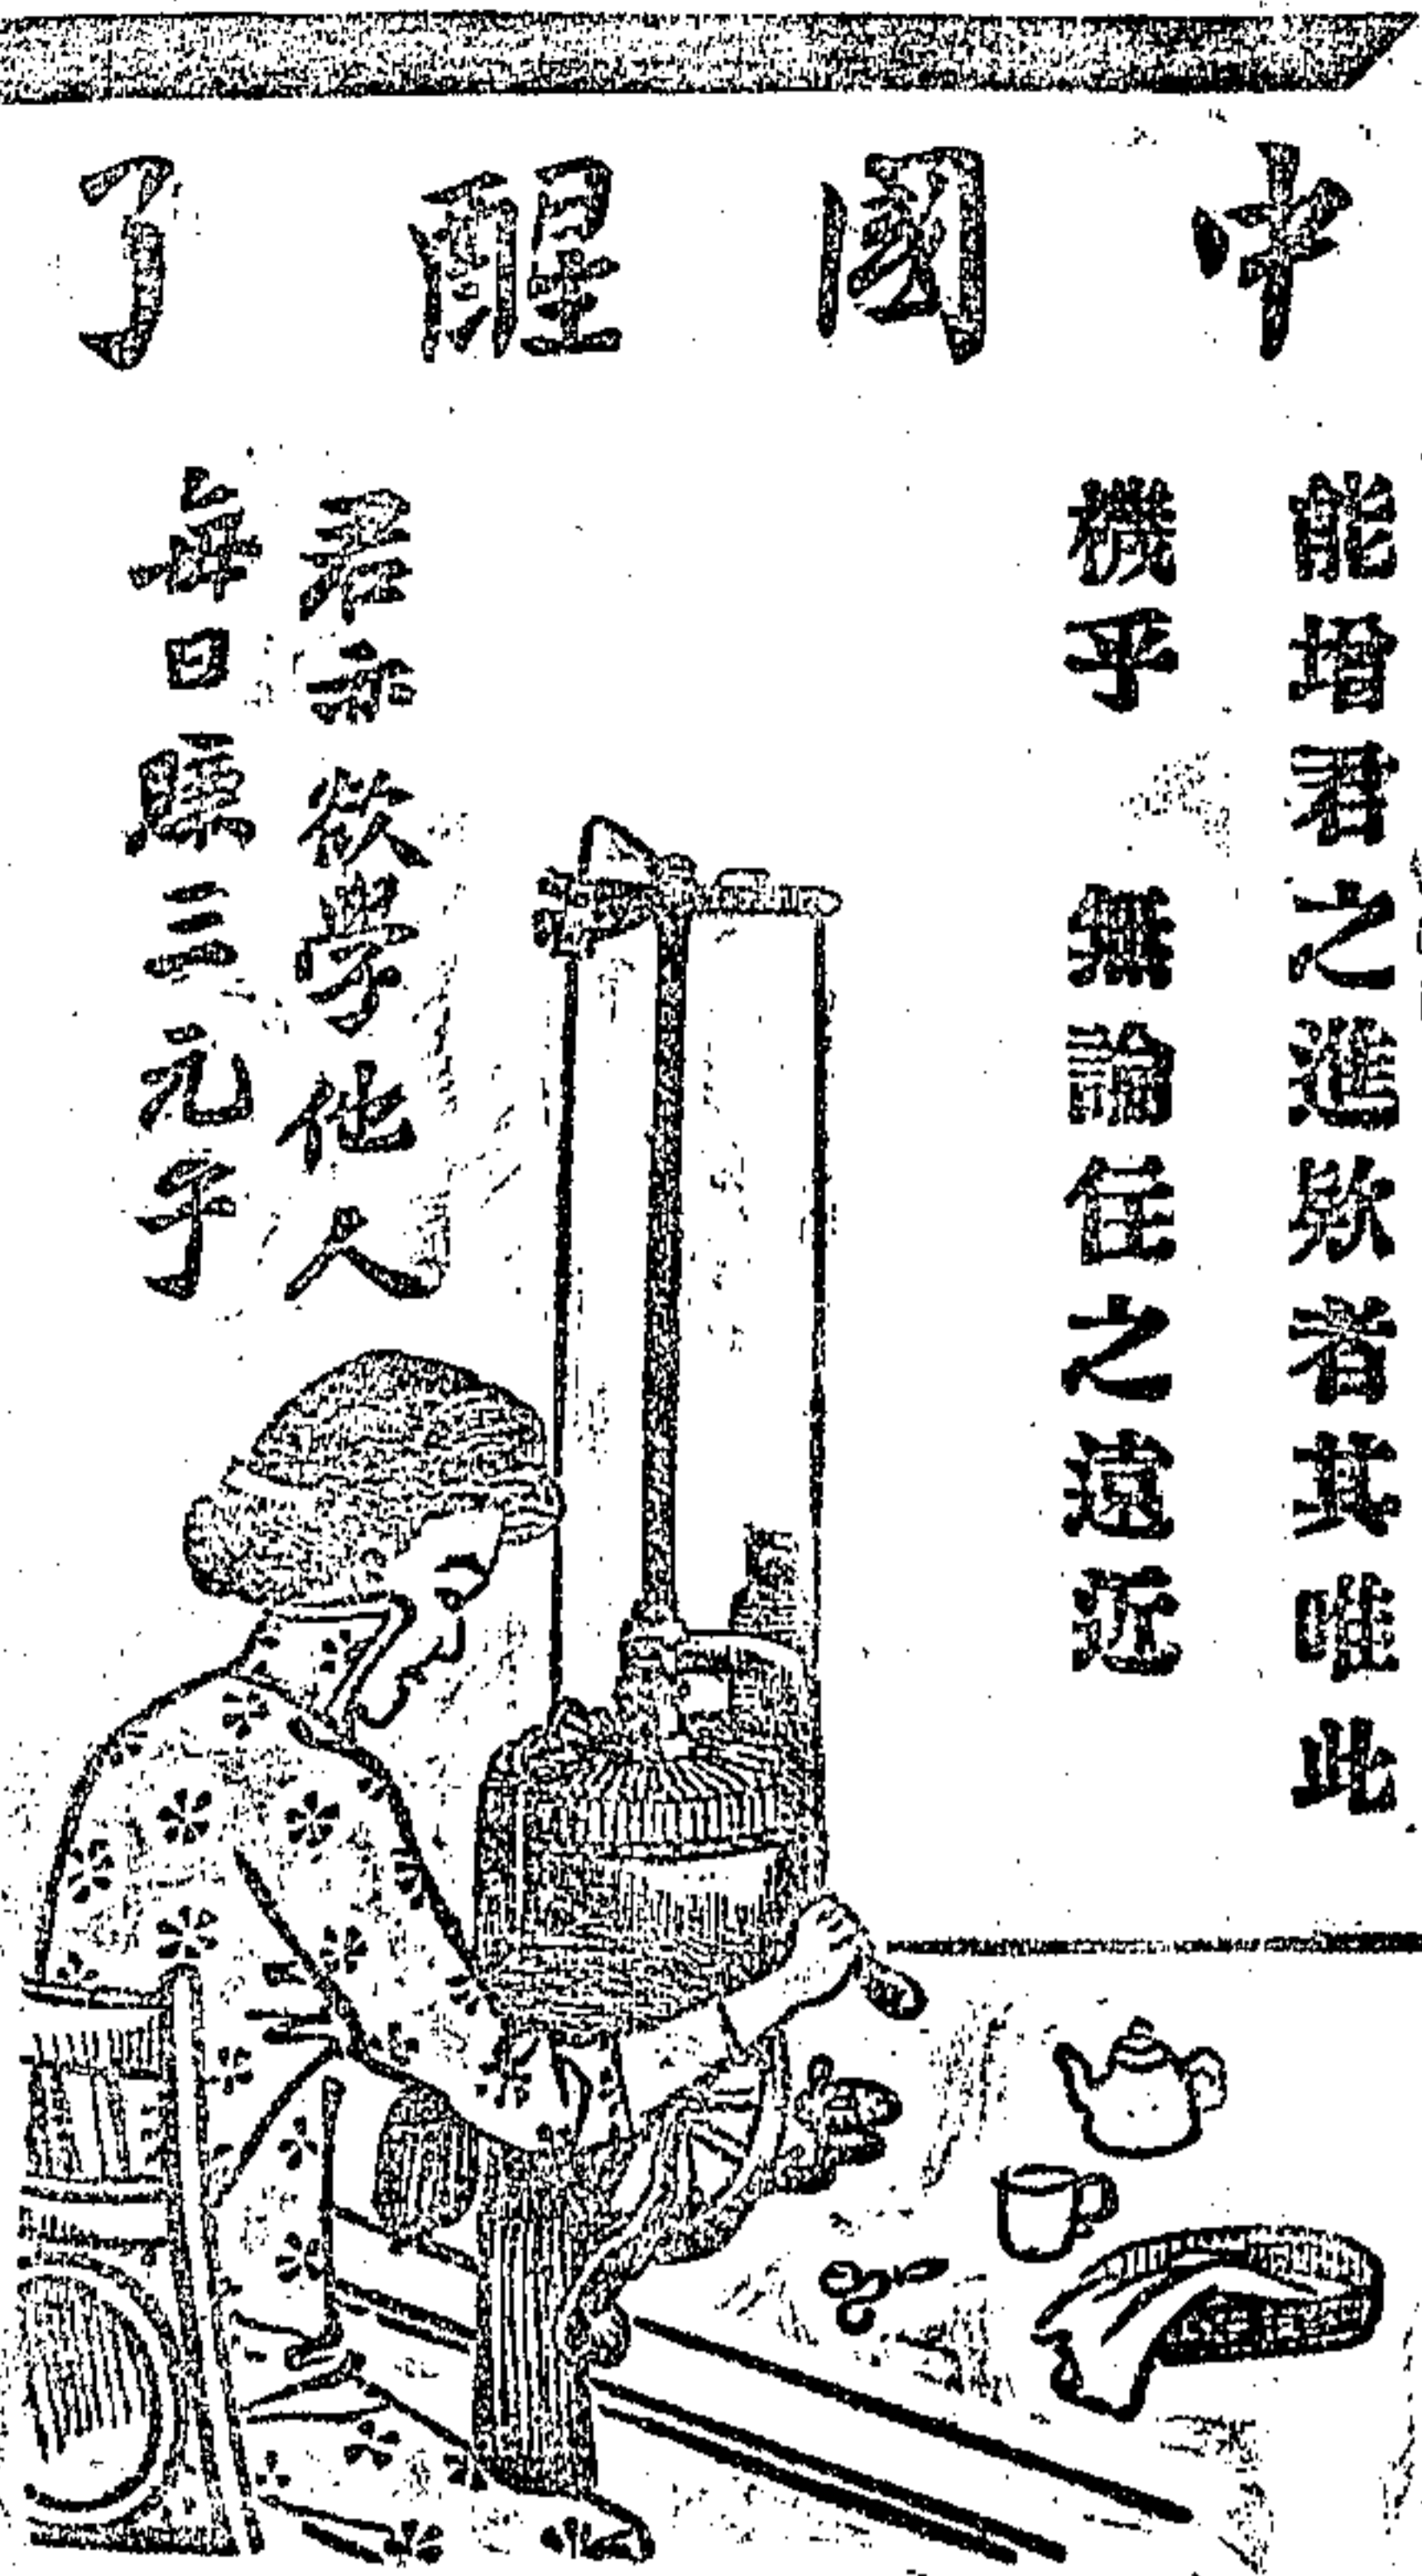 中國醒了
能增君之進款者其唯此
機乎　無論住之遠近
君亦欲學他人
每日賺三元乎